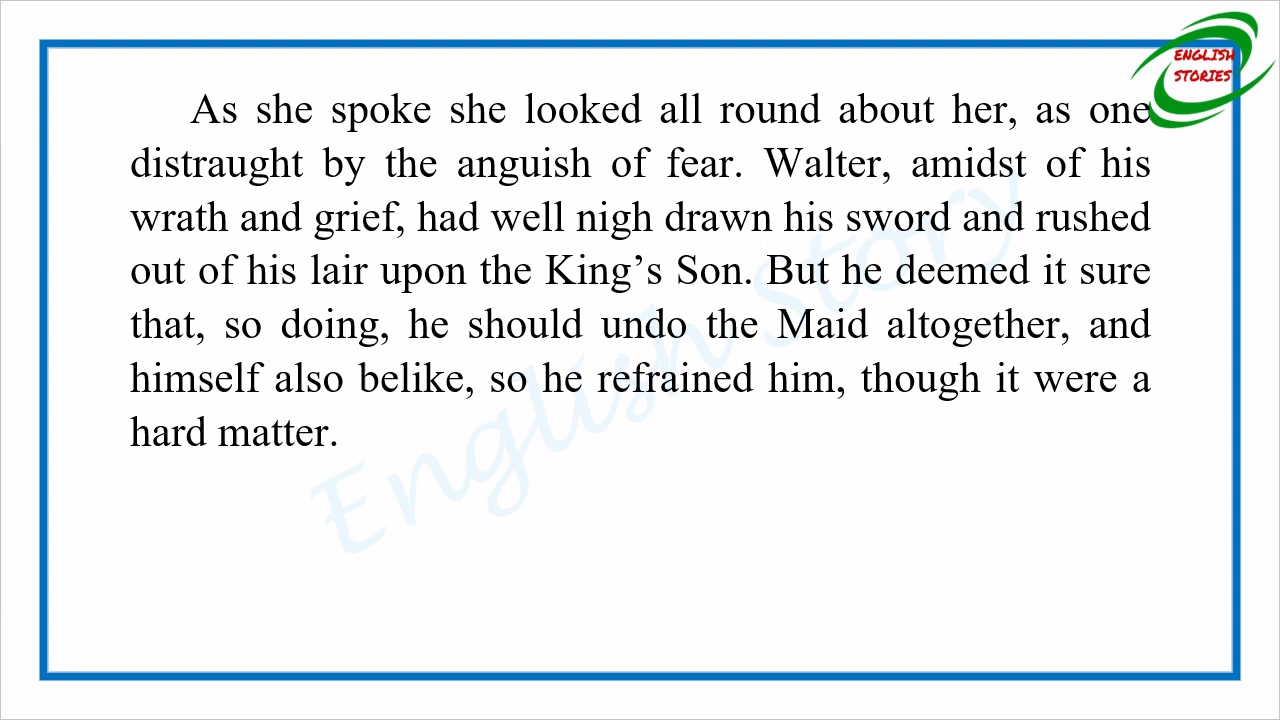 ENGLISH
STORIES
As she spoke she looked all round about her, as one
distraught by the anguish of fear. Walter, amidst of his
wrath and grief, had well nigh drawn his sword and rushed
out of his lair upon the King’s Son. But he deemed it sure
that, so doing, he should undo the Maid altogether, and
himself also belike, so he refrained him, though it were a
hard matter.
English Story